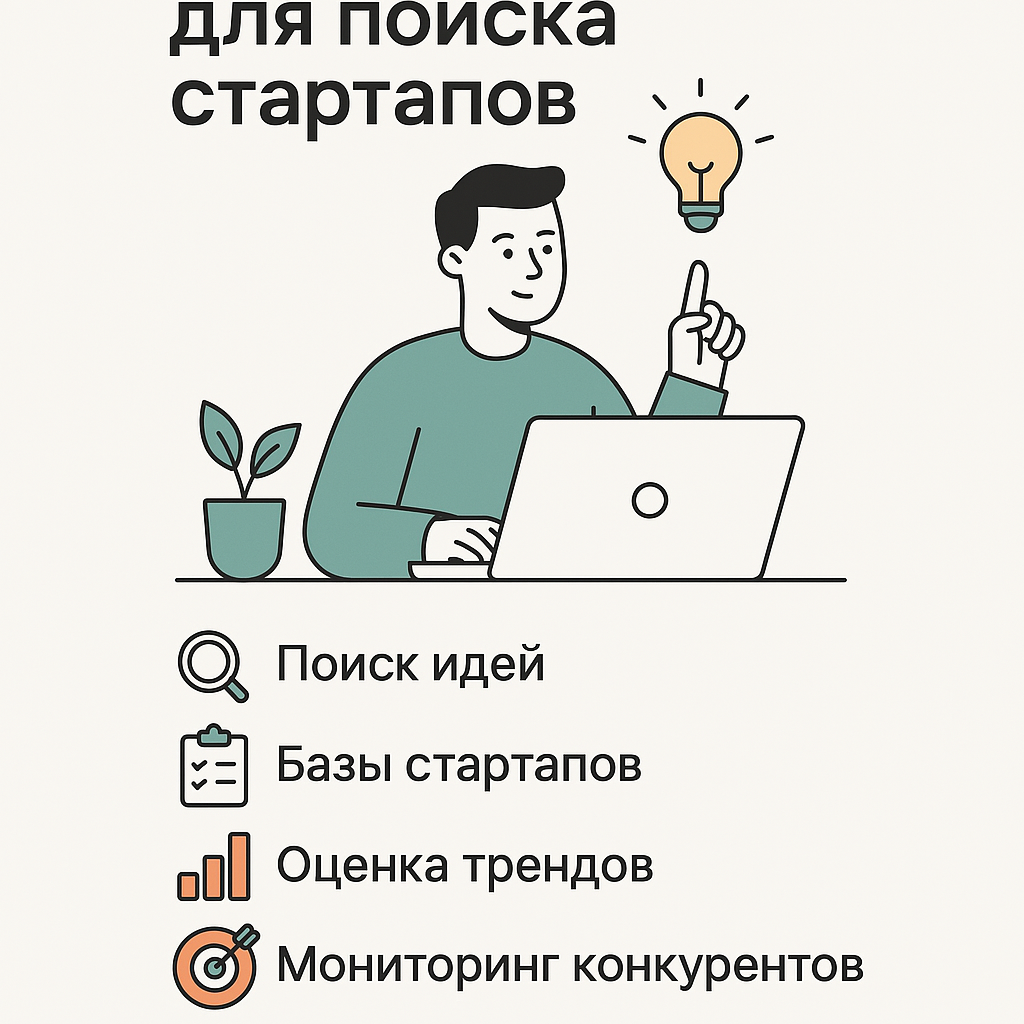 для поиска
стартапов
Поиск идей
Базы стартапов
Оценка трендов
Мониторинг конкурентов